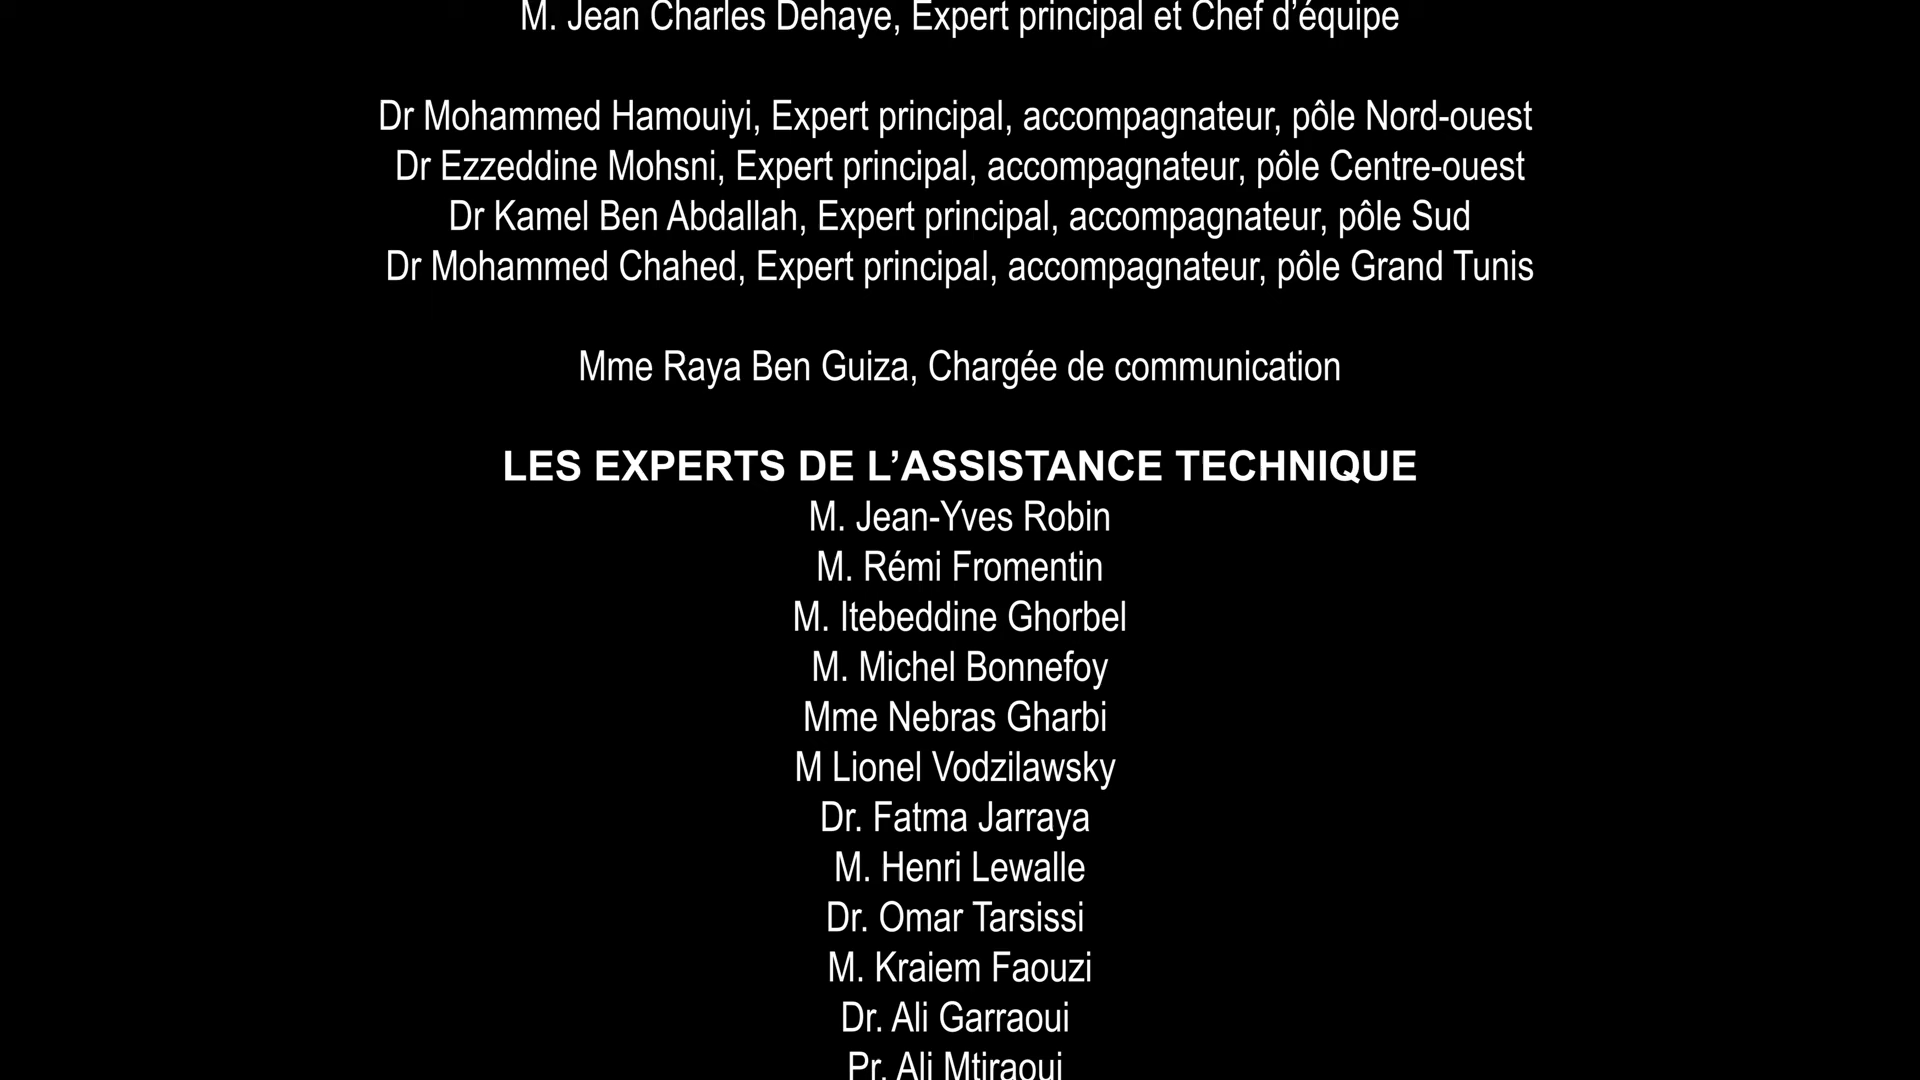 M. Jean Charles Dehaye, Expert principal et Chef d’équipe
Dr Mohammed Hamouiyi, Expert principal, accompagnateur, pôle Nord-ouest
Dr Ezzeddine Mohsni, Expert principal, accompagnateur, pôle Centre-ouest
Dr Kamel Ben Abdallah, Expert principal, accompagnateur, pôle Sud
Dr Mohammed Chahed, Expert principal, accompagnateur, pôle Grand Tunis
Mme Raya Ben Guiza, Chargée de communication
LES EXPERTS DE L’ASSISTANCE TECHNIQUE
M. Jean-Yves Robin
M. Rémi Fromentin
M. Itebeddine Ghorbel
M. Michel Bonnefoy
Mme Nebras Gharbi
M Lionel Vodzilawsky
Dr. Fatma Jarraya
M. Henri Lewalle
Dr. Omar Tarsissi
M. Kraiem Faouzi
Dr. Ali Garraoui
Pr. Ali Mtiraoui